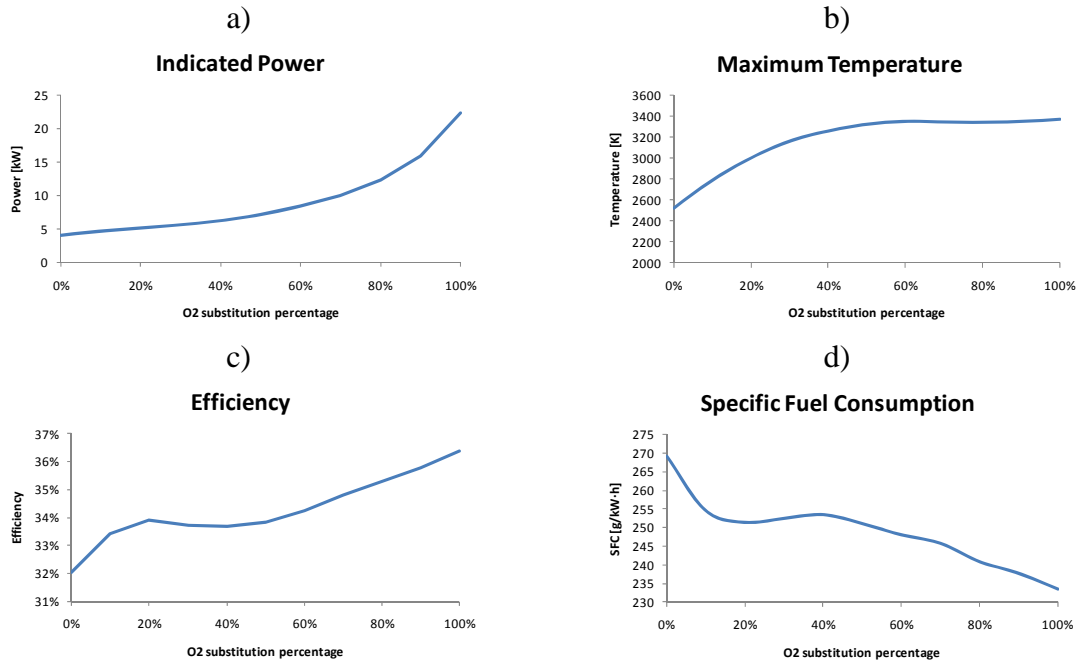 a)
Indicated Power
25
20
15
10
5
0
Power [kW]
0% 20% 40% 60% 80% 100%
O2 substitution percentage
b)
Maximum Temperature
3600
3400
3200
3000
2800
2600
2400
2200
2000
Temperature [K]
0% 20% 40% 60% 80% 100%
O2 substitution percentage
c)
Efficiency
37%
36%
35%
34%
33%
32%
31%
Efficiency
0% 20% 40% 60% 80% 100%
O2 substitution percentage
d)
Specific Fuel Consumption
275
270
265
260
255
250
245
240
235
230
SFC [g/kW·h]
0% 20% 40% 60% 80% 100%
O2 substitution percentage